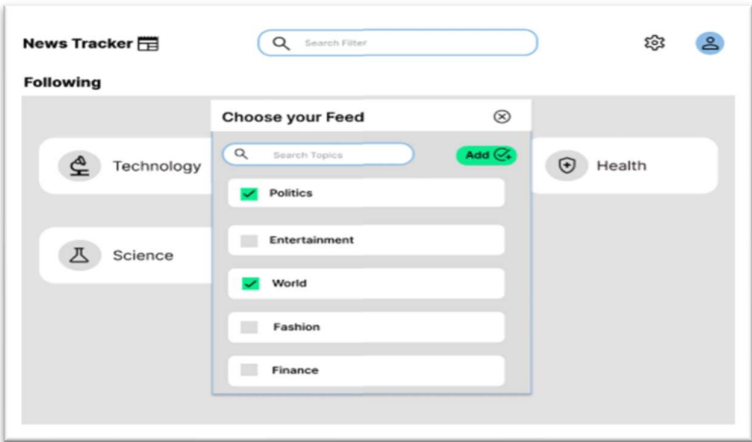 News Tracker
Search Filter
Following
Choose your Feed
Search Topics
Add
Technology
Health
Science
Politics
Entertainment
World
Fashion
Finance